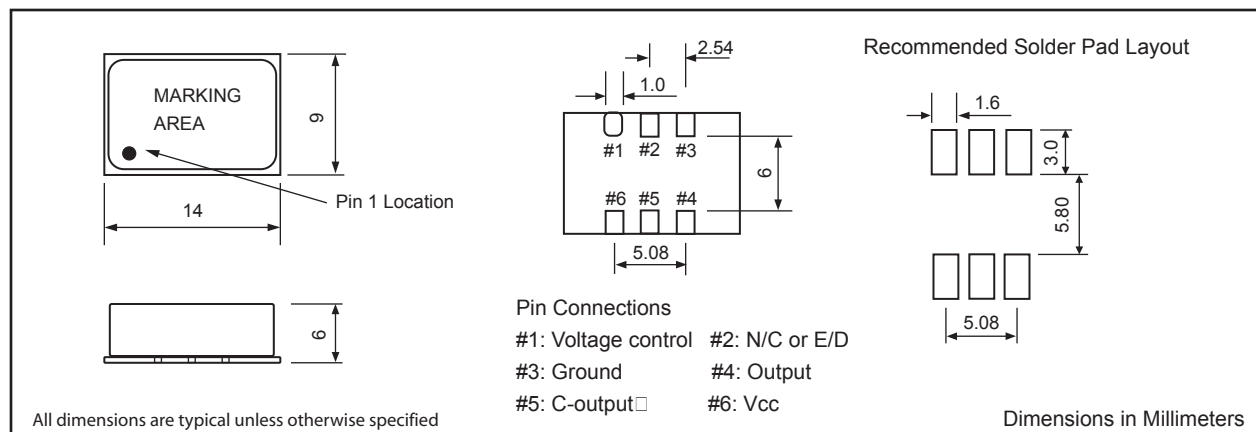 MARKING
AREA
9
Pin 1 Location
14
6
All dimensions are typical unless otherwise specified
2.54
1.0
#1 #2 #3
6
#6 #5 #4
5.08
Pin Connections
#1: Voltage control #2: N/C or E/D
#3: Ground #4: Output
#5: C-output□ #6: Vcc
Recommended Solder Pad Layout
1.6
3.0
5.80
5.08
Dimensions in Millimeters